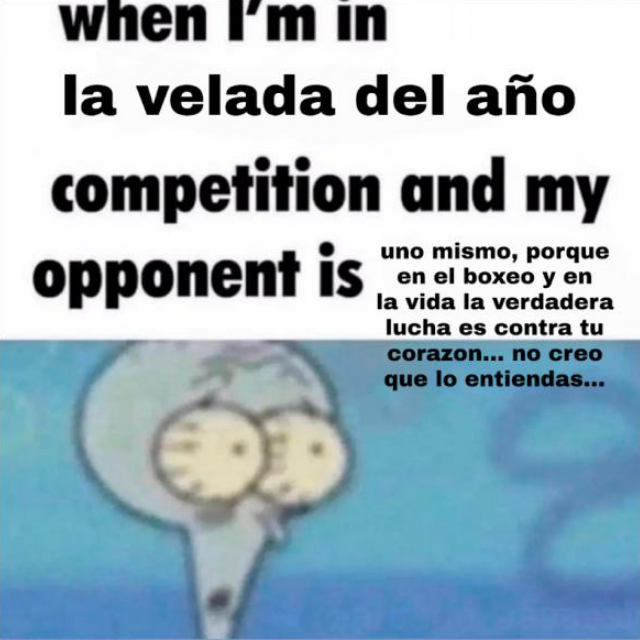 when I'm in
la velada del año
competition and my
opponent is
uno mismo, porque
en el boxeo y en
la vida la verdadera
lucha es contra tu
corazon... no creo
que lo entiendas...